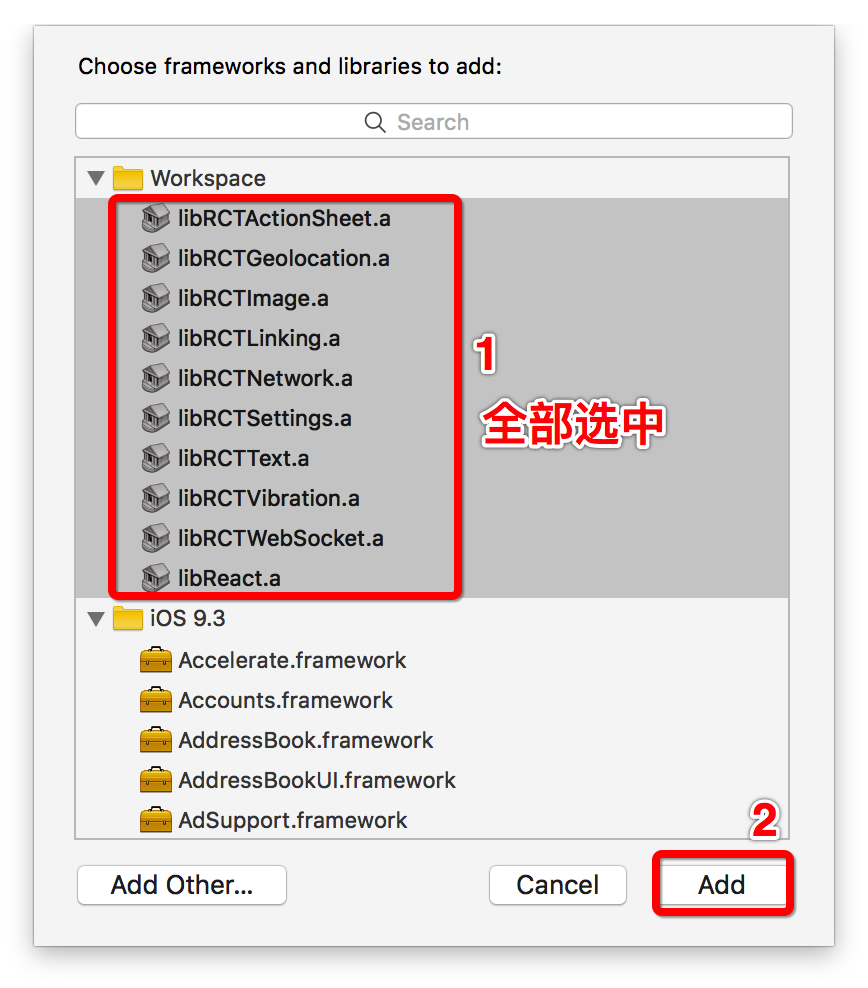 Choose frameworks and libraries to add:
Search
Workspace
libRCTActionSheet.a
libRCTGeolocation.a
libRCTImage.a
libRCTLinking.a
libRCTNetwork.a
libRCTSettings.a
libRCTText.a
libRCTVibration.a
libRCTWebSocket.a
libReact.a
1
全部选中
iOS 9.3
Accelerate.framework
Accounts.framework
AddressBook.framework
AddressBookUI.framework
AdSupport.framework
2
Add Other...
Cancel
Add